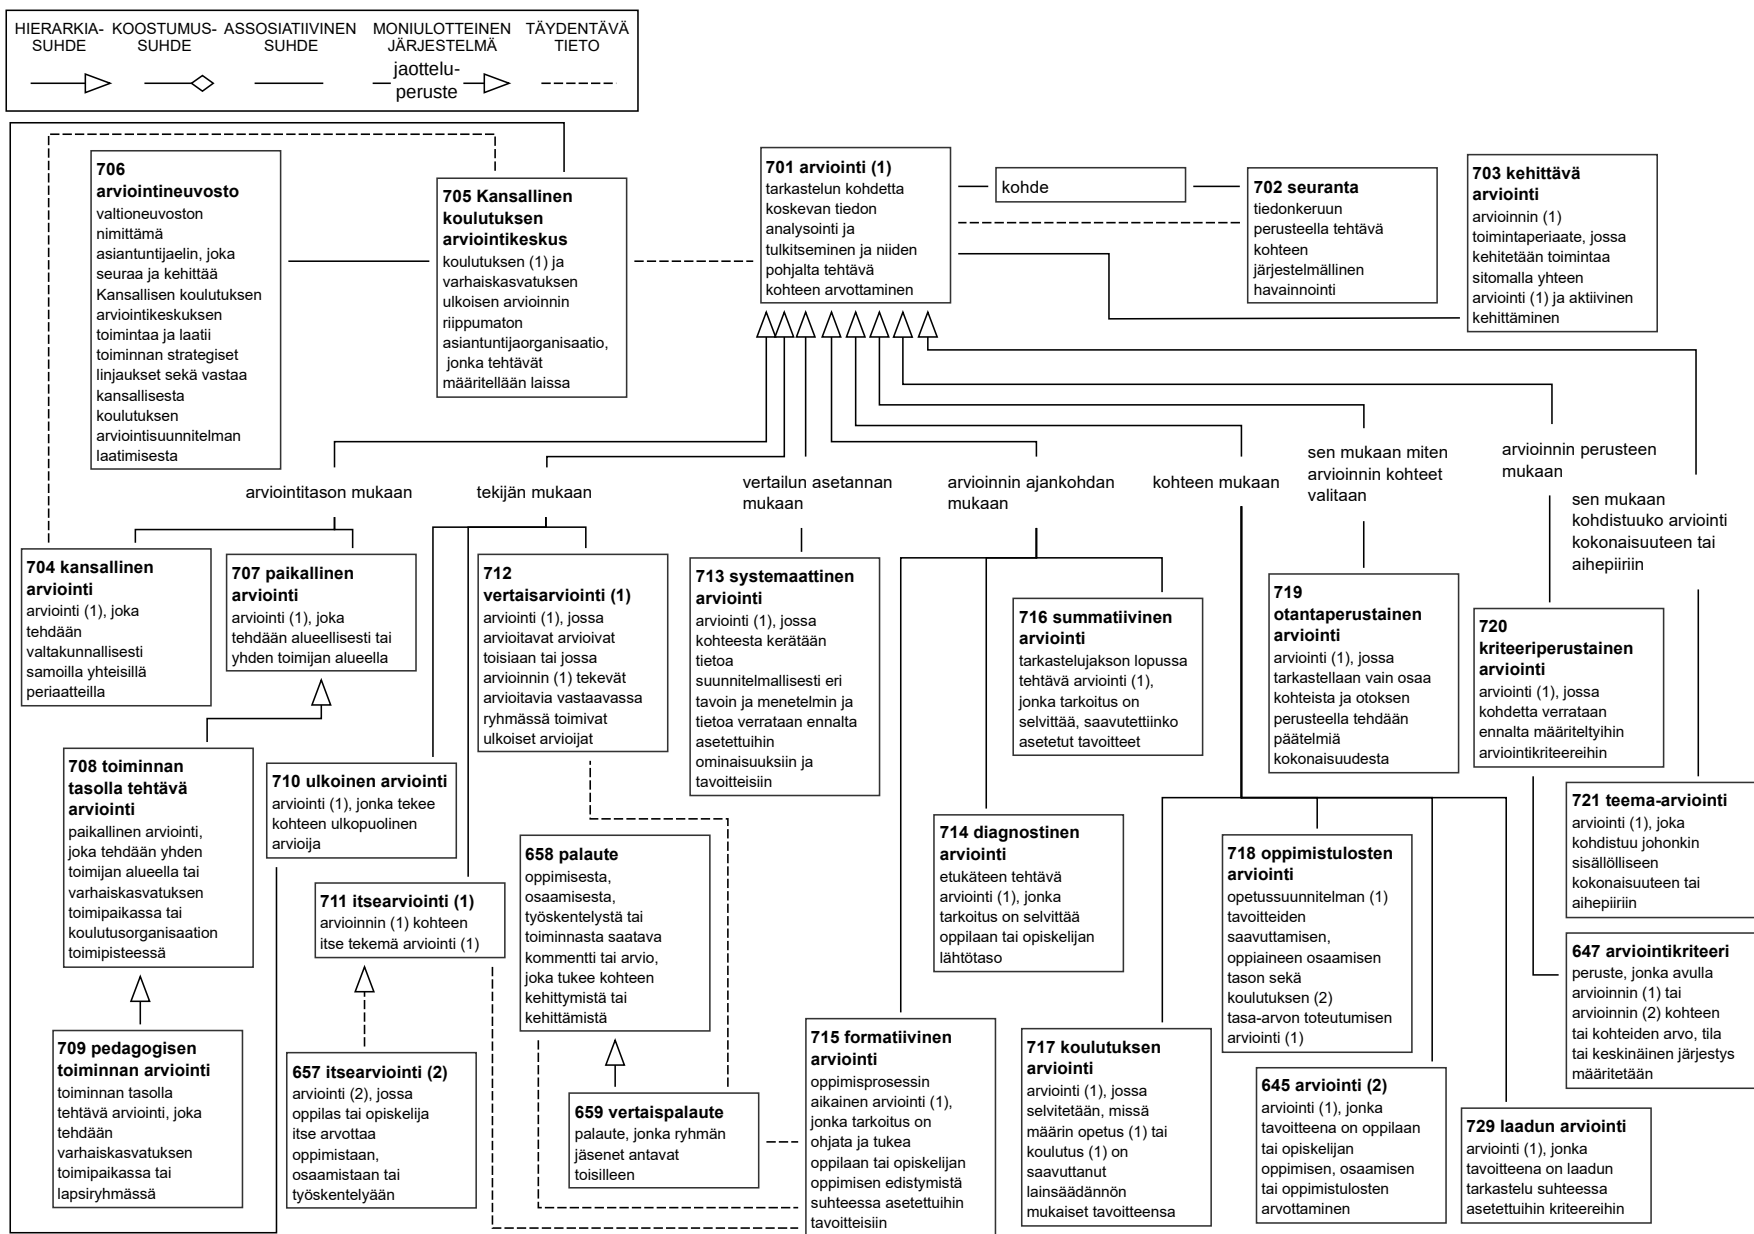 HIERARKIA-
SUHDE
KOOSTUMUS-
SUHDE
ASSOSIATIIVINEN
SUHDE
MONIULOTTEINEN
JÄRJESTELMÄ
TÄYDENTÄVÄ
TIETO
jaottelu-
peruste
706
arviointineuvosto
valtioneuvoston
nimittämä
asiantuntijaelin, joka
seuraa ja kehittää
Kansallisen koulutuksen
arviointikeskuksen
toimintaa ja laatii
toiminnan strategiset
linjaukset sekä vastaa
kansallisesta
koulutuksen
arviointisuunnitelman
laatimisesta
705 Kansallinen
koulutuksen
arviointikeskus
koulutuksen (1) ja
varhaiskasvatuksen
ulkoisen arvioinnin
riippumaton
asiantuntijaorganisaatio,
jonka tehtävät
määritellään laissa
701 arviointi (1)
tarkastelun kohdetta
koskevan tiedon
analysointi ja
tulkitseminen ja niiden
pohjalta tehtävä
kohteen arvottaminen
kohde
702 seuranta
tiedonkeruun
perusteella tehtävä
kohteen
järjestelmällinen
havainnointi
703 kehittävä
arviointi
arvioinnin (1)
toimintaperiaate, jossa
kehitetään toimintaa
sitomalla yhteen
arviointi (1) ja aktiivinen
kehittäminen
arviointitason mukaan
tekijän mukaan
vertailun asetannan
mukaan
arvioinnin ajankohdan
mukaan
kohteen mukaan
sen mukaan miten
arvioinnin kohteet
valitaan
arvioinnin perusteen
mukaan
sen mukaan
kohdistuuko arviointi
kokonaisuuteen tai
aihepiiriin
704 kansallinen
arviointi
arviointi (1), joka
tehdään
valtakunnallisesti
samoilla yhteisillä
periaatteilla
707 paikallinen
arviointi
arviointi (1), joka
tehdään alueellisesti tai
yhden toimijan alueella
712
vertaisarviointi (1)
arviointi (1), jossa
arvioitavat arvioivat
toisiaan tai jossa
arvioinnin (1) tekevät
arvioitavia vastaavassa
ryhmässä toimivat
ulkoiset arvioijat
713 systemaattinen
arviointi
arviointi (1), jossa
kohteesta kerätään
tietoa
suunnitelmallisesti eri
tavoin ja menetelmin ja
tietoa verrataan ennalta
asetettuihin
ominaisuuksiin ja
tavoitteisiin
716 summatiivinen
arviointi
tarkastelujakson lopussa
tehtävä arviointi (1),
jonka tarkoitus on
selvittää, saavutettiinko
asetetut tavoitteet
719
otantaperustainen
arviointi
arviointi (1), jossa
tarkastellaan vain osaa
kohteista ja otoksen
perusteella tehdään
päätelmiä
kokonaisuudesta
720
kriteeriperustainen
arviointi
arviointi (1), jossa
kohdetta verrataan
ennalta määriteltyihin
arviointikriteereihin
708 toiminnan
tasolla tehtävä
arviointi
paikallinen arviointi,
joka tehdään yhden
toimijan alueella tai
varhaiskasvatuksen
toimipaikassa tai
koulutusorganisaation
toimipisteessä
710 ulkoinen arviointi
arviointi (1), jonka tekee
kohteen ulkopuolinen
arvioija
711 itsearviointi (1)
arvioinnin (1) kohteen
itse tekemä arviointi (1)
658 palaute
oppimisesta,
osaamisesta,
työskentelystä tai
toiminnasta saatava
kommentti tai arvio,
joka tukee kohteen
kehittymistä tai
kehittämistä
714 diagnostinen
arviointi
etukäteen tehtävä
arviointi (1), jonka
tarkoitus on selvittää
oppilaan tai opiskelijan
lähtötaso
718 oppimistulosten
arviointi
opetussuunnitelman (1)
tavoitteiden
saavuttamisen,
oppiaineen osaamisen
tason sekä
koulutuksen (2)
tasa-arvon toteutumisen
arviointi (1)
721 teema-arviointi
arviointi (1), joka
kohdistuu johonkin
sisällölliseen
kokonaisuuteen tai
aihepiiriin
647 arviointikriteeri
peruste, jonka avulla
arvioinnin (1) tai
arvioinnin (2) kohteen
tai kohteiden arvo, tila
tai keskinäinen järjestys
määritetään
709 pedagogisen
toiminnan arviointi
toiminnan tasolla
tehtävä arviointi, joka
tehdään
varhaiskasvatuksen
toimipaikassa tai
lapsiryhmässä
657 itsearviointi (2)
arviointi (2), jossa
oppilas tai opiskelija
itse arvottaa
oppimistaan,
osaamistaan tai
työskentelyään
659 vertaispalaute
palaute, jonka ryhmän
jäsenet antavat
toisilleen
715 formatiivinen
arviointi
oppimisprosessin
aikainen arviointi (1),
jonka tarkoitus on
ohjata ja tukea
oppilaan tai opiskelijan
oppimisen edistymistä
suhteessa asetettuihin
tavoitteisiin
717 koulutuksen
arviointi
arviointi (1), jossa
selvitetään, missä
määrin opetus (1) tai
koulutus (1) on
saavuttanut
lainsäädännön
mukaiset tavoitteensa
645 arviointi (2)
arviointi (1), jonka
tavoitteena on oppilaan
tai opiskelijan
oppimisen, osaamisen
tai oppimistulosten
arvottaminen
729 laadun arviointi
arviointi (1), jonka
tavoitteena on laadun
tarkastelu suhteessa
asetettuihin kriteereihin